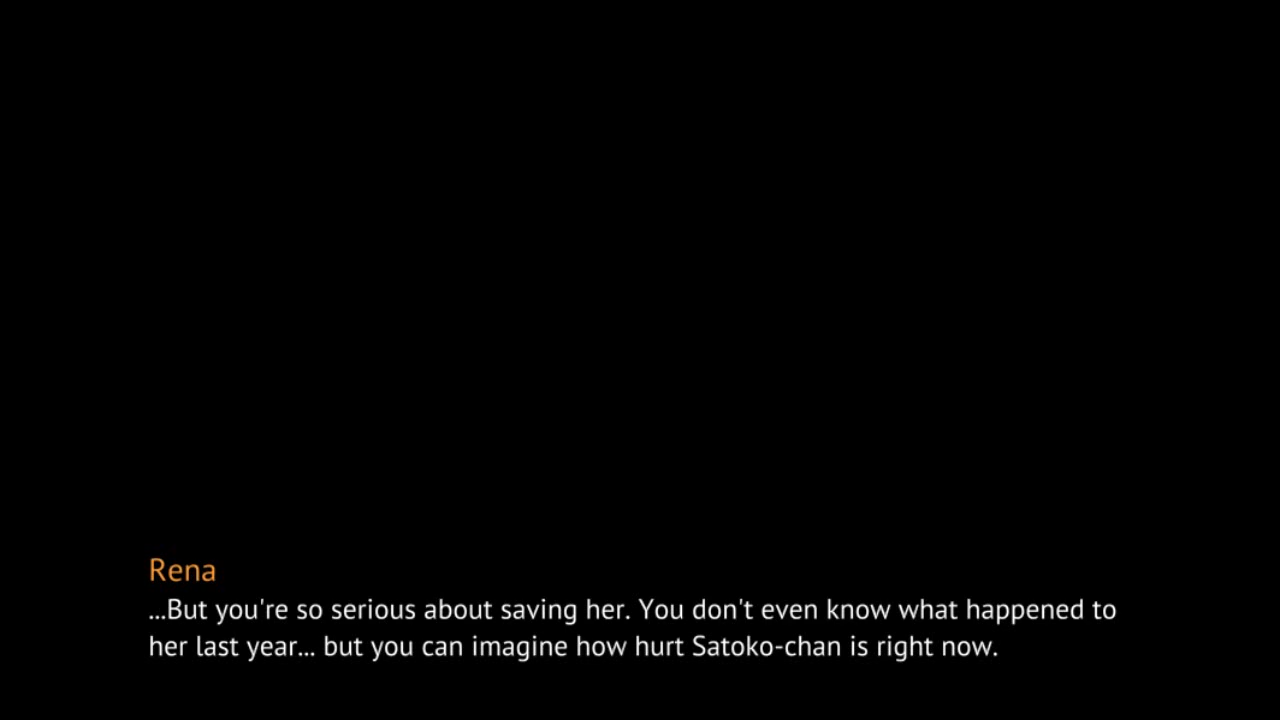 Rena
...But you're so serious about saving her. You don't even know what happened to
her last year... but you can imagine how hurt Satoko-chan is right now.